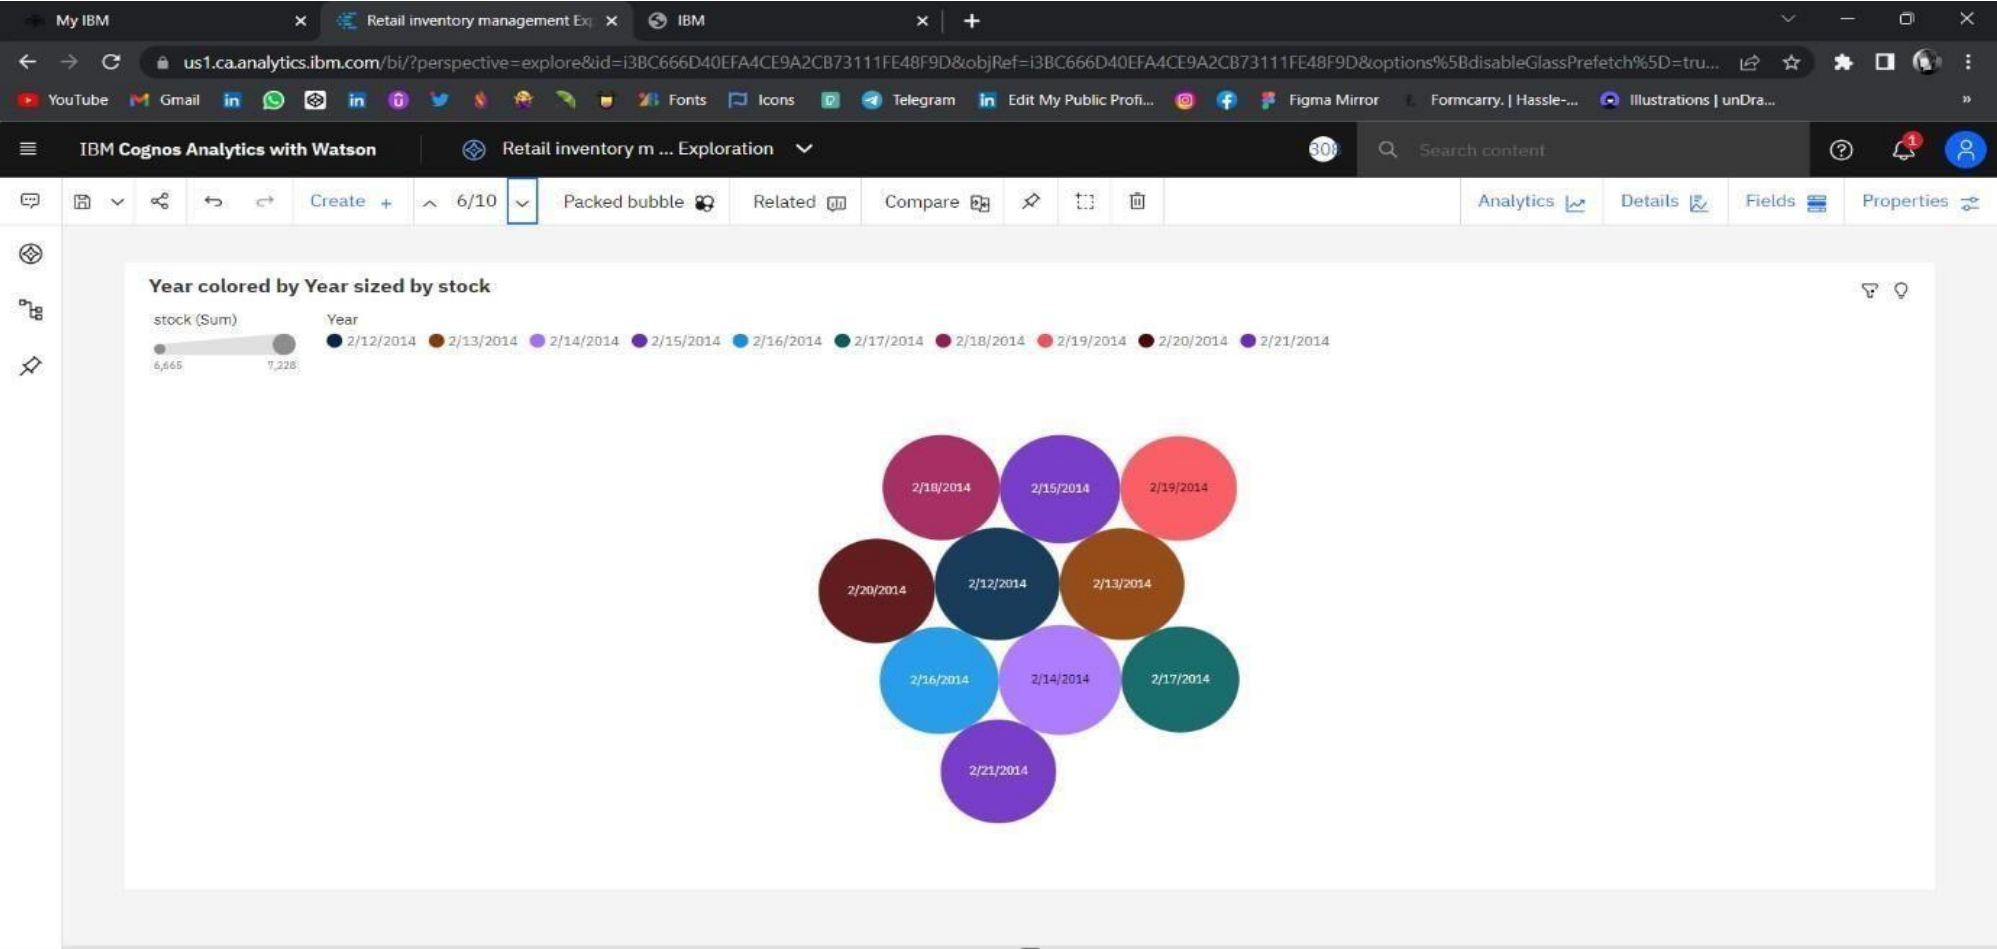 My IBM
Retail inventory management Exp
IBM
us1.ca.analytics.ibm.com/bi/?perspective=explore&id=i3BC666D40EFA4CE9A2CB73111FE48F9D&objRef=i3BC666D40EFA4CE9A2CB73111FE48F9D&options%5BdisableGlassPrefetch%5D=tru...
YouTube Gmail Fonts Icons Telegram Edit My Public Profi... Figma Mirror Formcarry. | Hassle-... Illustrations | unDra... »
IBM Cognos Analytics with Watson
Retail inventory m ... Exploration
308
Search content
1
Create +
6/10
Packed bubble
Related
Compare
Analytics
Details
Fields
Properties
Year colored by Year sized by stock
stock (Sum)
6,665 7,228
Year
2/12/2014 2/13/2014 2/14/2014 2/15/2014 2/16/2014 2/17/2014 2/18/2014 2/19/2014 2/20/2014 2/21/2014
2/18/2014 2/15/2014 2/19/2014
2/20/2014 2/12/2014 2/13/2014
2/16/2014 2/14/2014 2/17/2014
2/21/2014